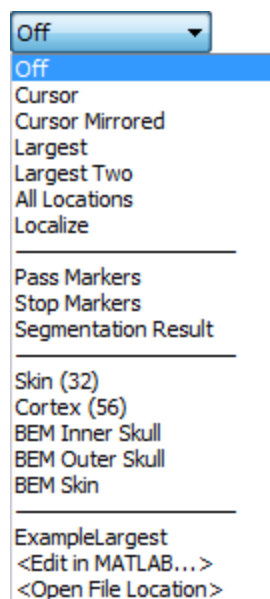 Off
Off
Cursor
Cursor Mirrored
Largest
Largest Two
All Locations
Localize
Pass Markers
Stop Markers
Segmentation Result
Skin (32)
Cortex (56)
BEM Inner Skull
BEM Outer Skull
BEM Skin
ExampleLargest
<Edit in MATLAB...>
<Open File Location>